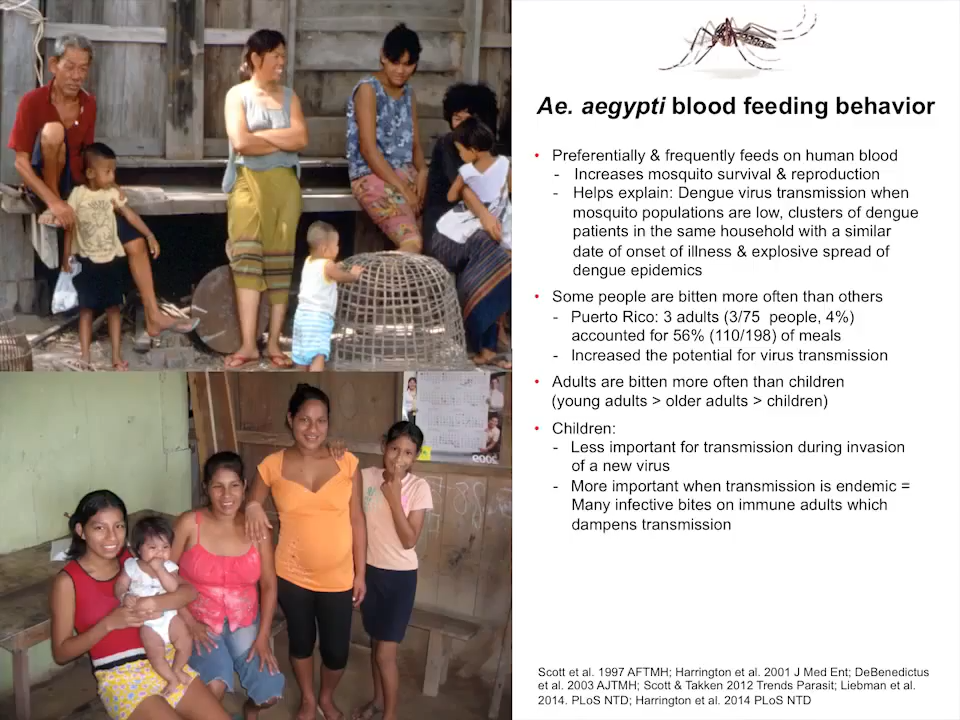 Ae. aegypti blood feeding behavior
• Preferentially & frequently feeds on human blood
- Increases mosquito survival & reproduction
- Helps explain: Dengue virus transmission when
mosquito populations are low, clusters of dengue
patients in the same household with a similar
date of onset of illness & explosive spread of
dengue epidemics
• Some people are bitten more often than others
- Puerto Rico: 3 adults (3/75 people, 4%)
accounted for 56% (110/198) of meals
- Increased the potential for virus transmission
• Adults are bitten more often than children
(young adults > older adults > children)
• Children:
- Less important for transmission during invasion
of a new virus
- More important when transmission is endemic =
Many infective bites on immune adults which
dampens transmission
Scott et al. 1997 AFTMH; Harrington et al. 2001 J Med Ent; DeBenedictus
et al. 2003 AJTMH; Scott & Takken 2012 Trends Parasit; Liebman et al.
2014. PLoS NTD; Harrington et al. 2014 PLoS NTD